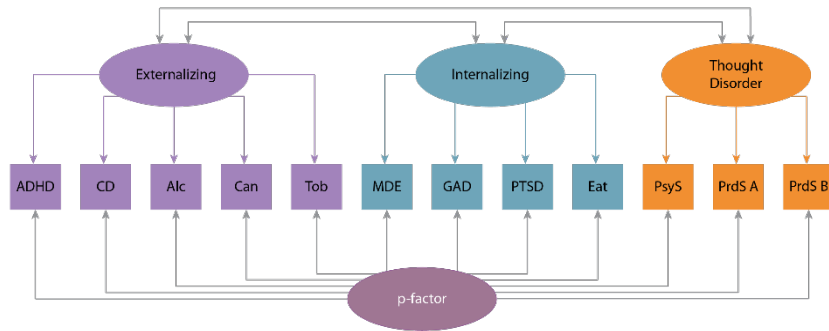 Externalizing
Internalizing
Thought
Disorder
ADHD
CD
Alc
Can
Tob
MDE
GAD
PTSD
Eat
PsyS
PrdS A
PrdS B
p-factor